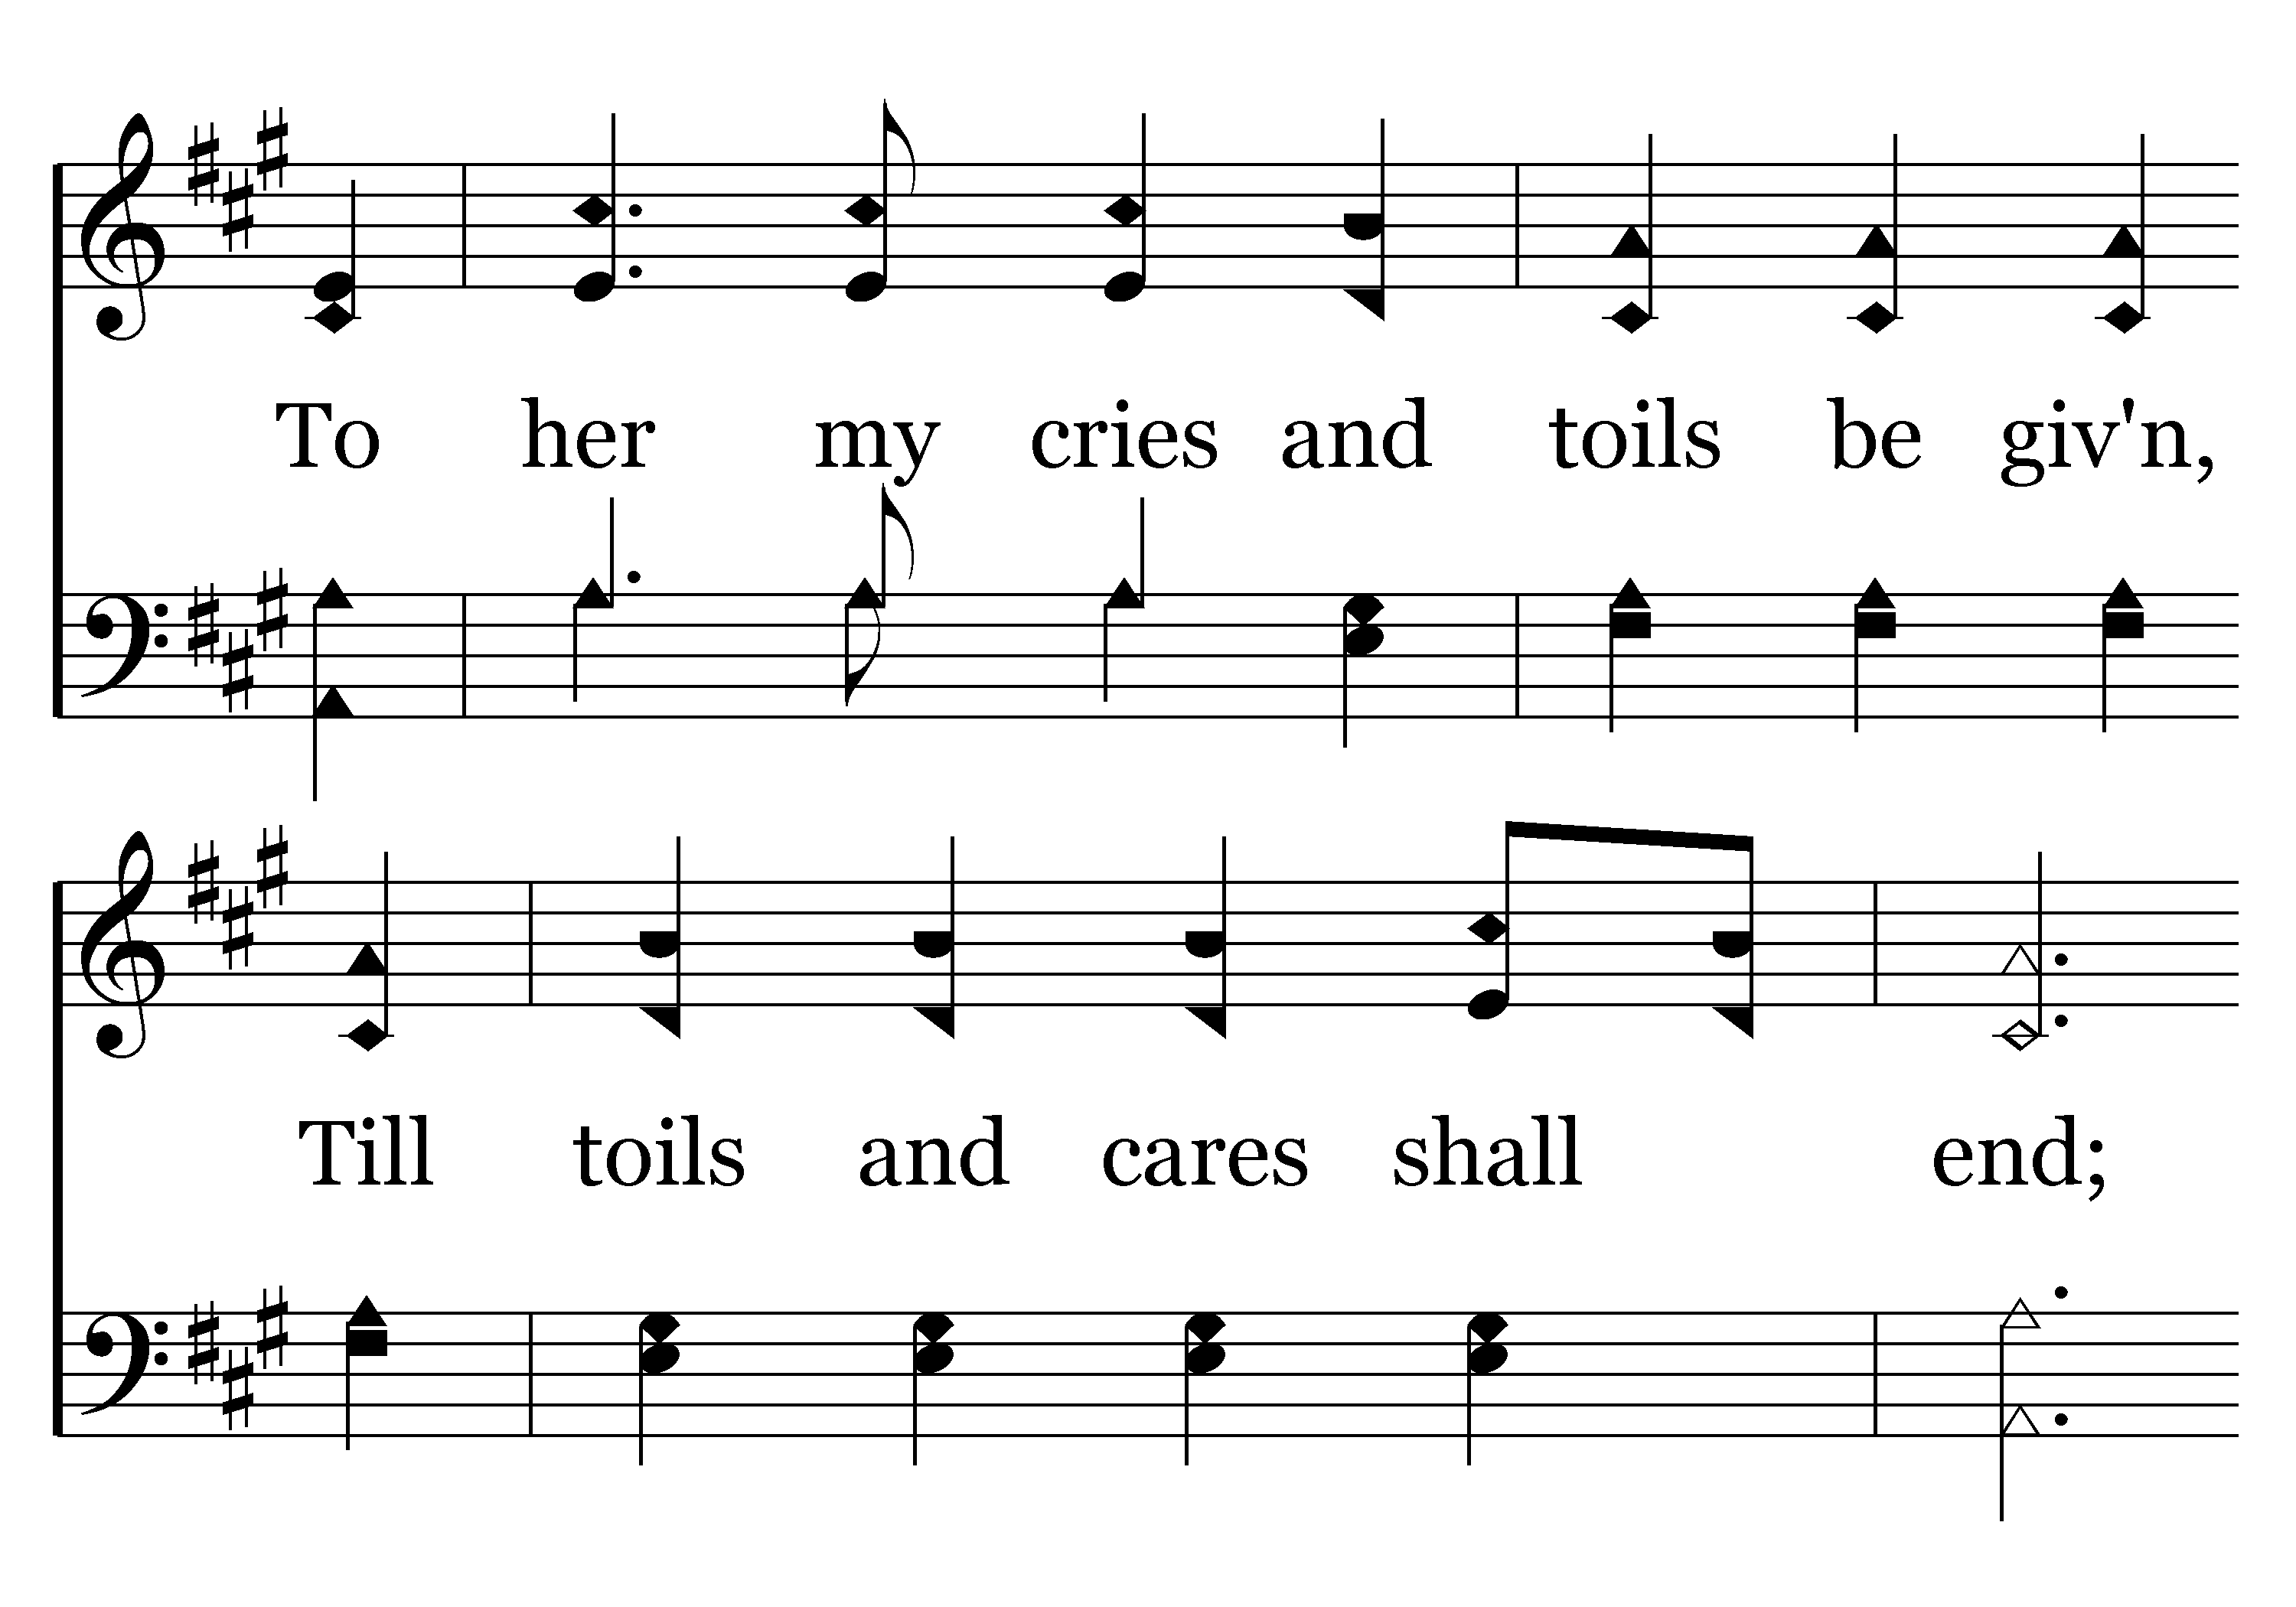 To her my cries and toils be giv'n,
Till toils and cares shall end;